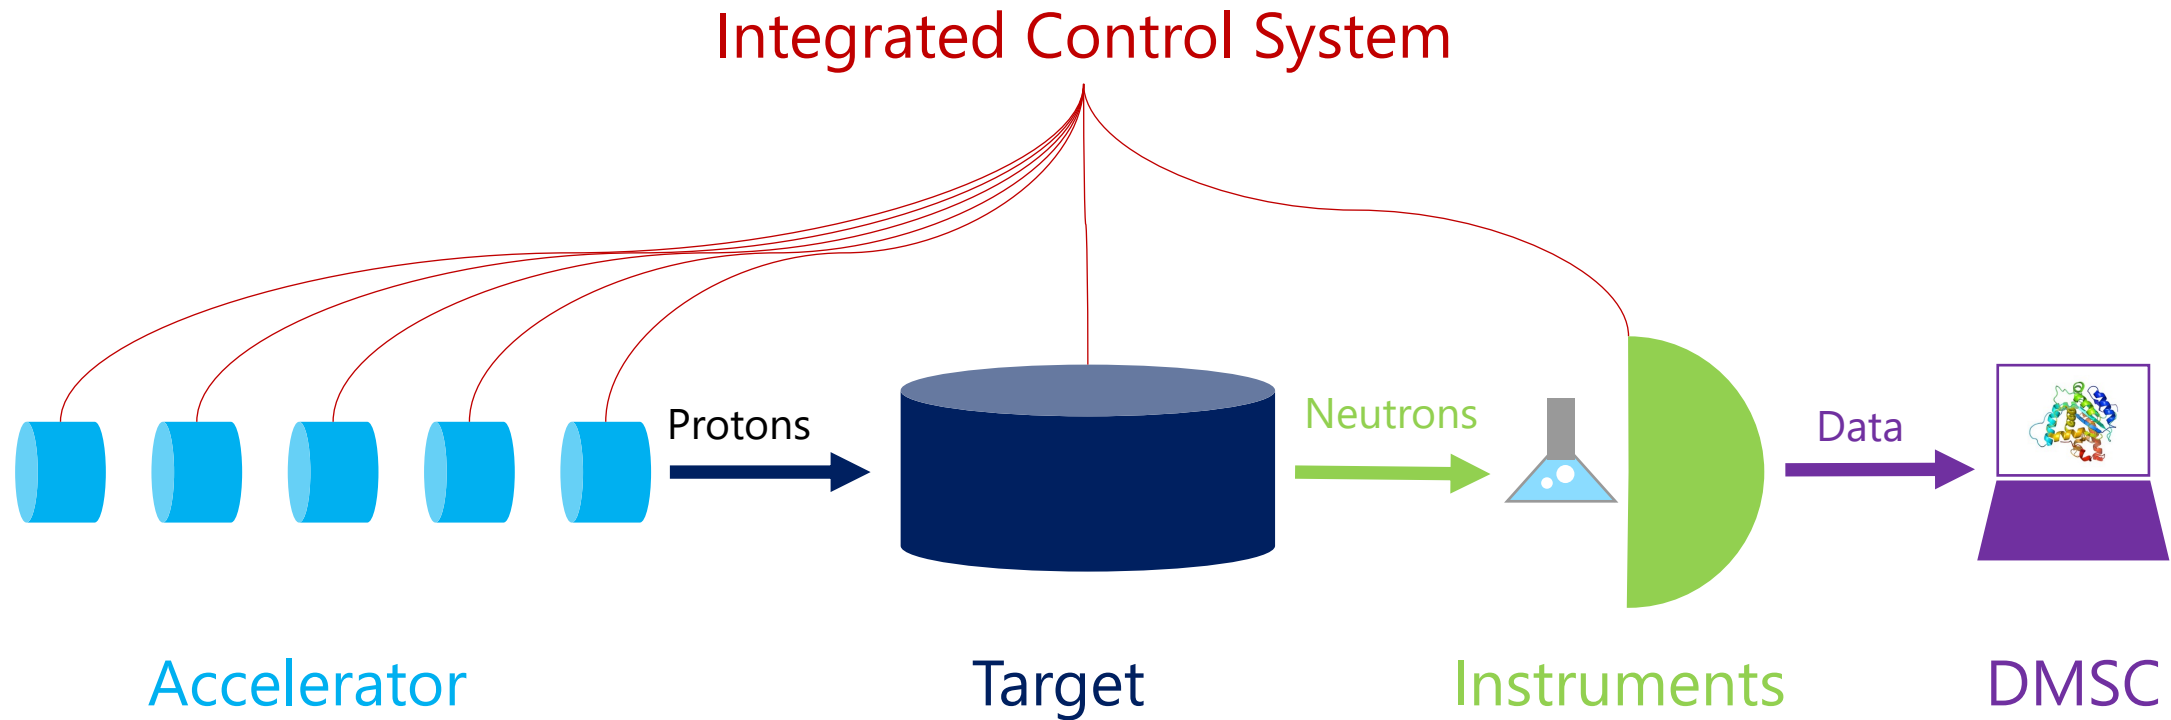 Integrated Control System
Protons
Neutrons
Data
Accelerator
Target
Instruments
DMSC